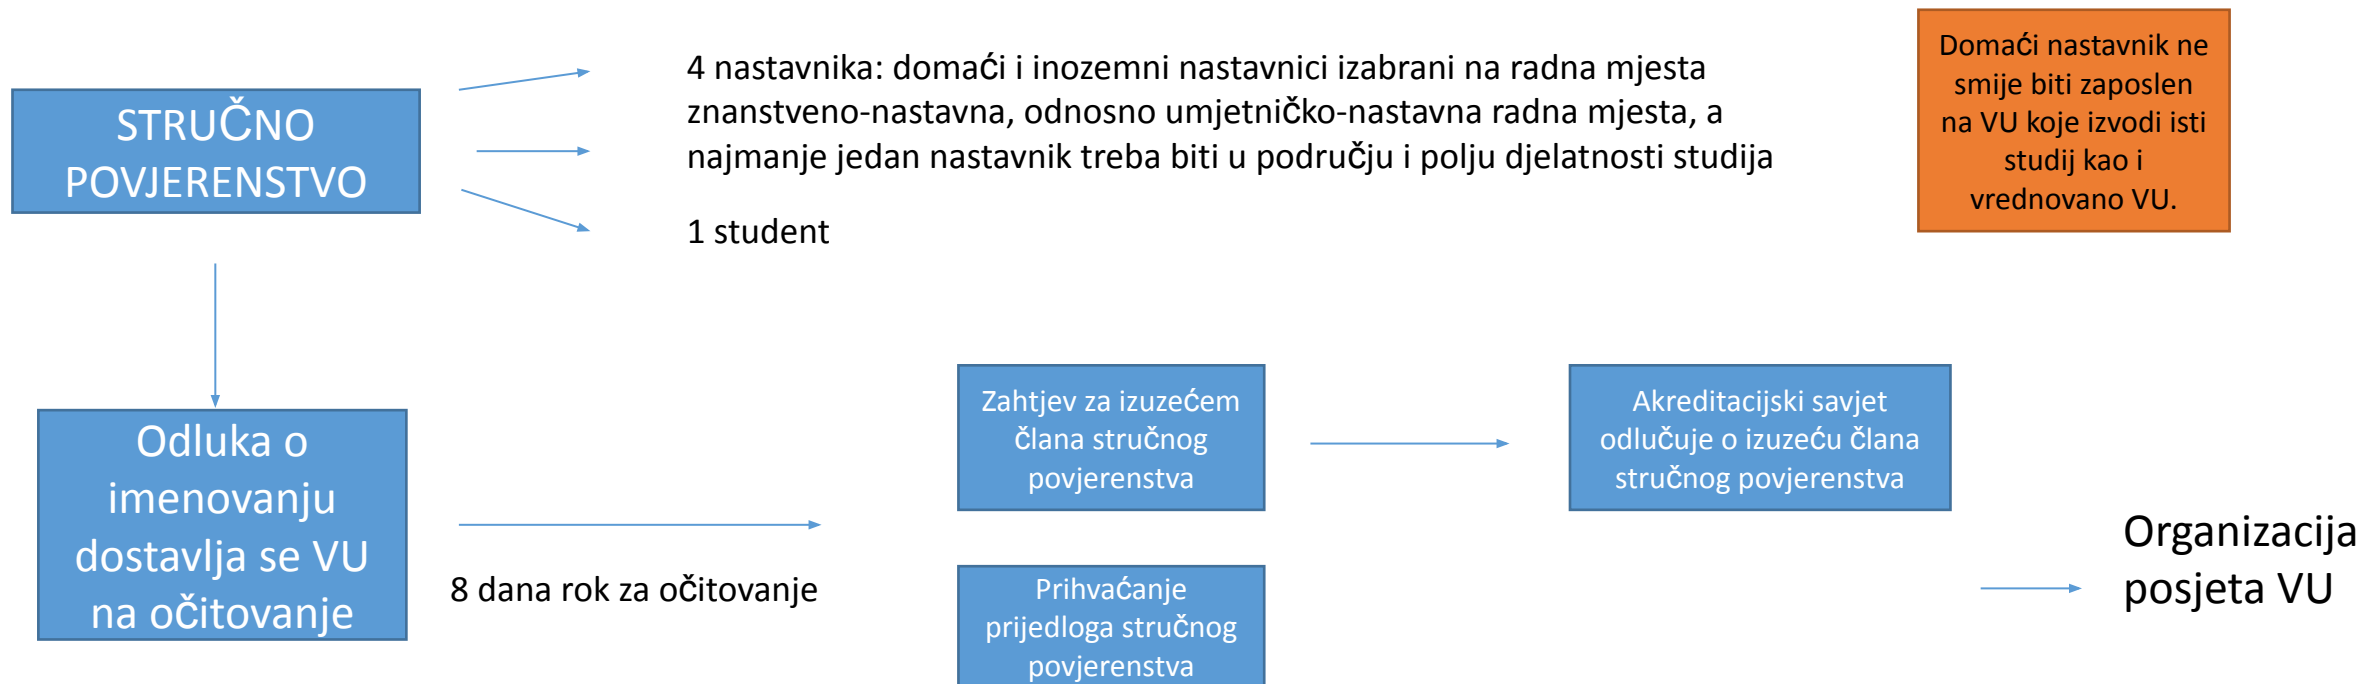 STRUČNO
POVJERENSTVO
4 nastavnika: domaći i inozemni nastavnici izabrani na radna mjesta
znanstveno-nastavna, odnosno umjetničko-nastavna radna mjesta, a
najmanje jedan nastavnik treba biti u području i polju djelatnosti studija
1 student
Domaći nastavnik ne
smije biti zaposlen
na VU koje izvodi isti
studij kao i
vrednovano VU.
Odluka o
imenovanju
dostavlja se VU
na očitovanje
8 dana rok za očitovanje
Zahtjev za izuzećem
člana stručnog
povjerenstva
Akreditacijski savjet
odlučuje o izuzeću člana
stručnog povjerenstva
Prihvaćanje
prijedloga stručnog
povjerenstva
Organizacija
posjeta VU